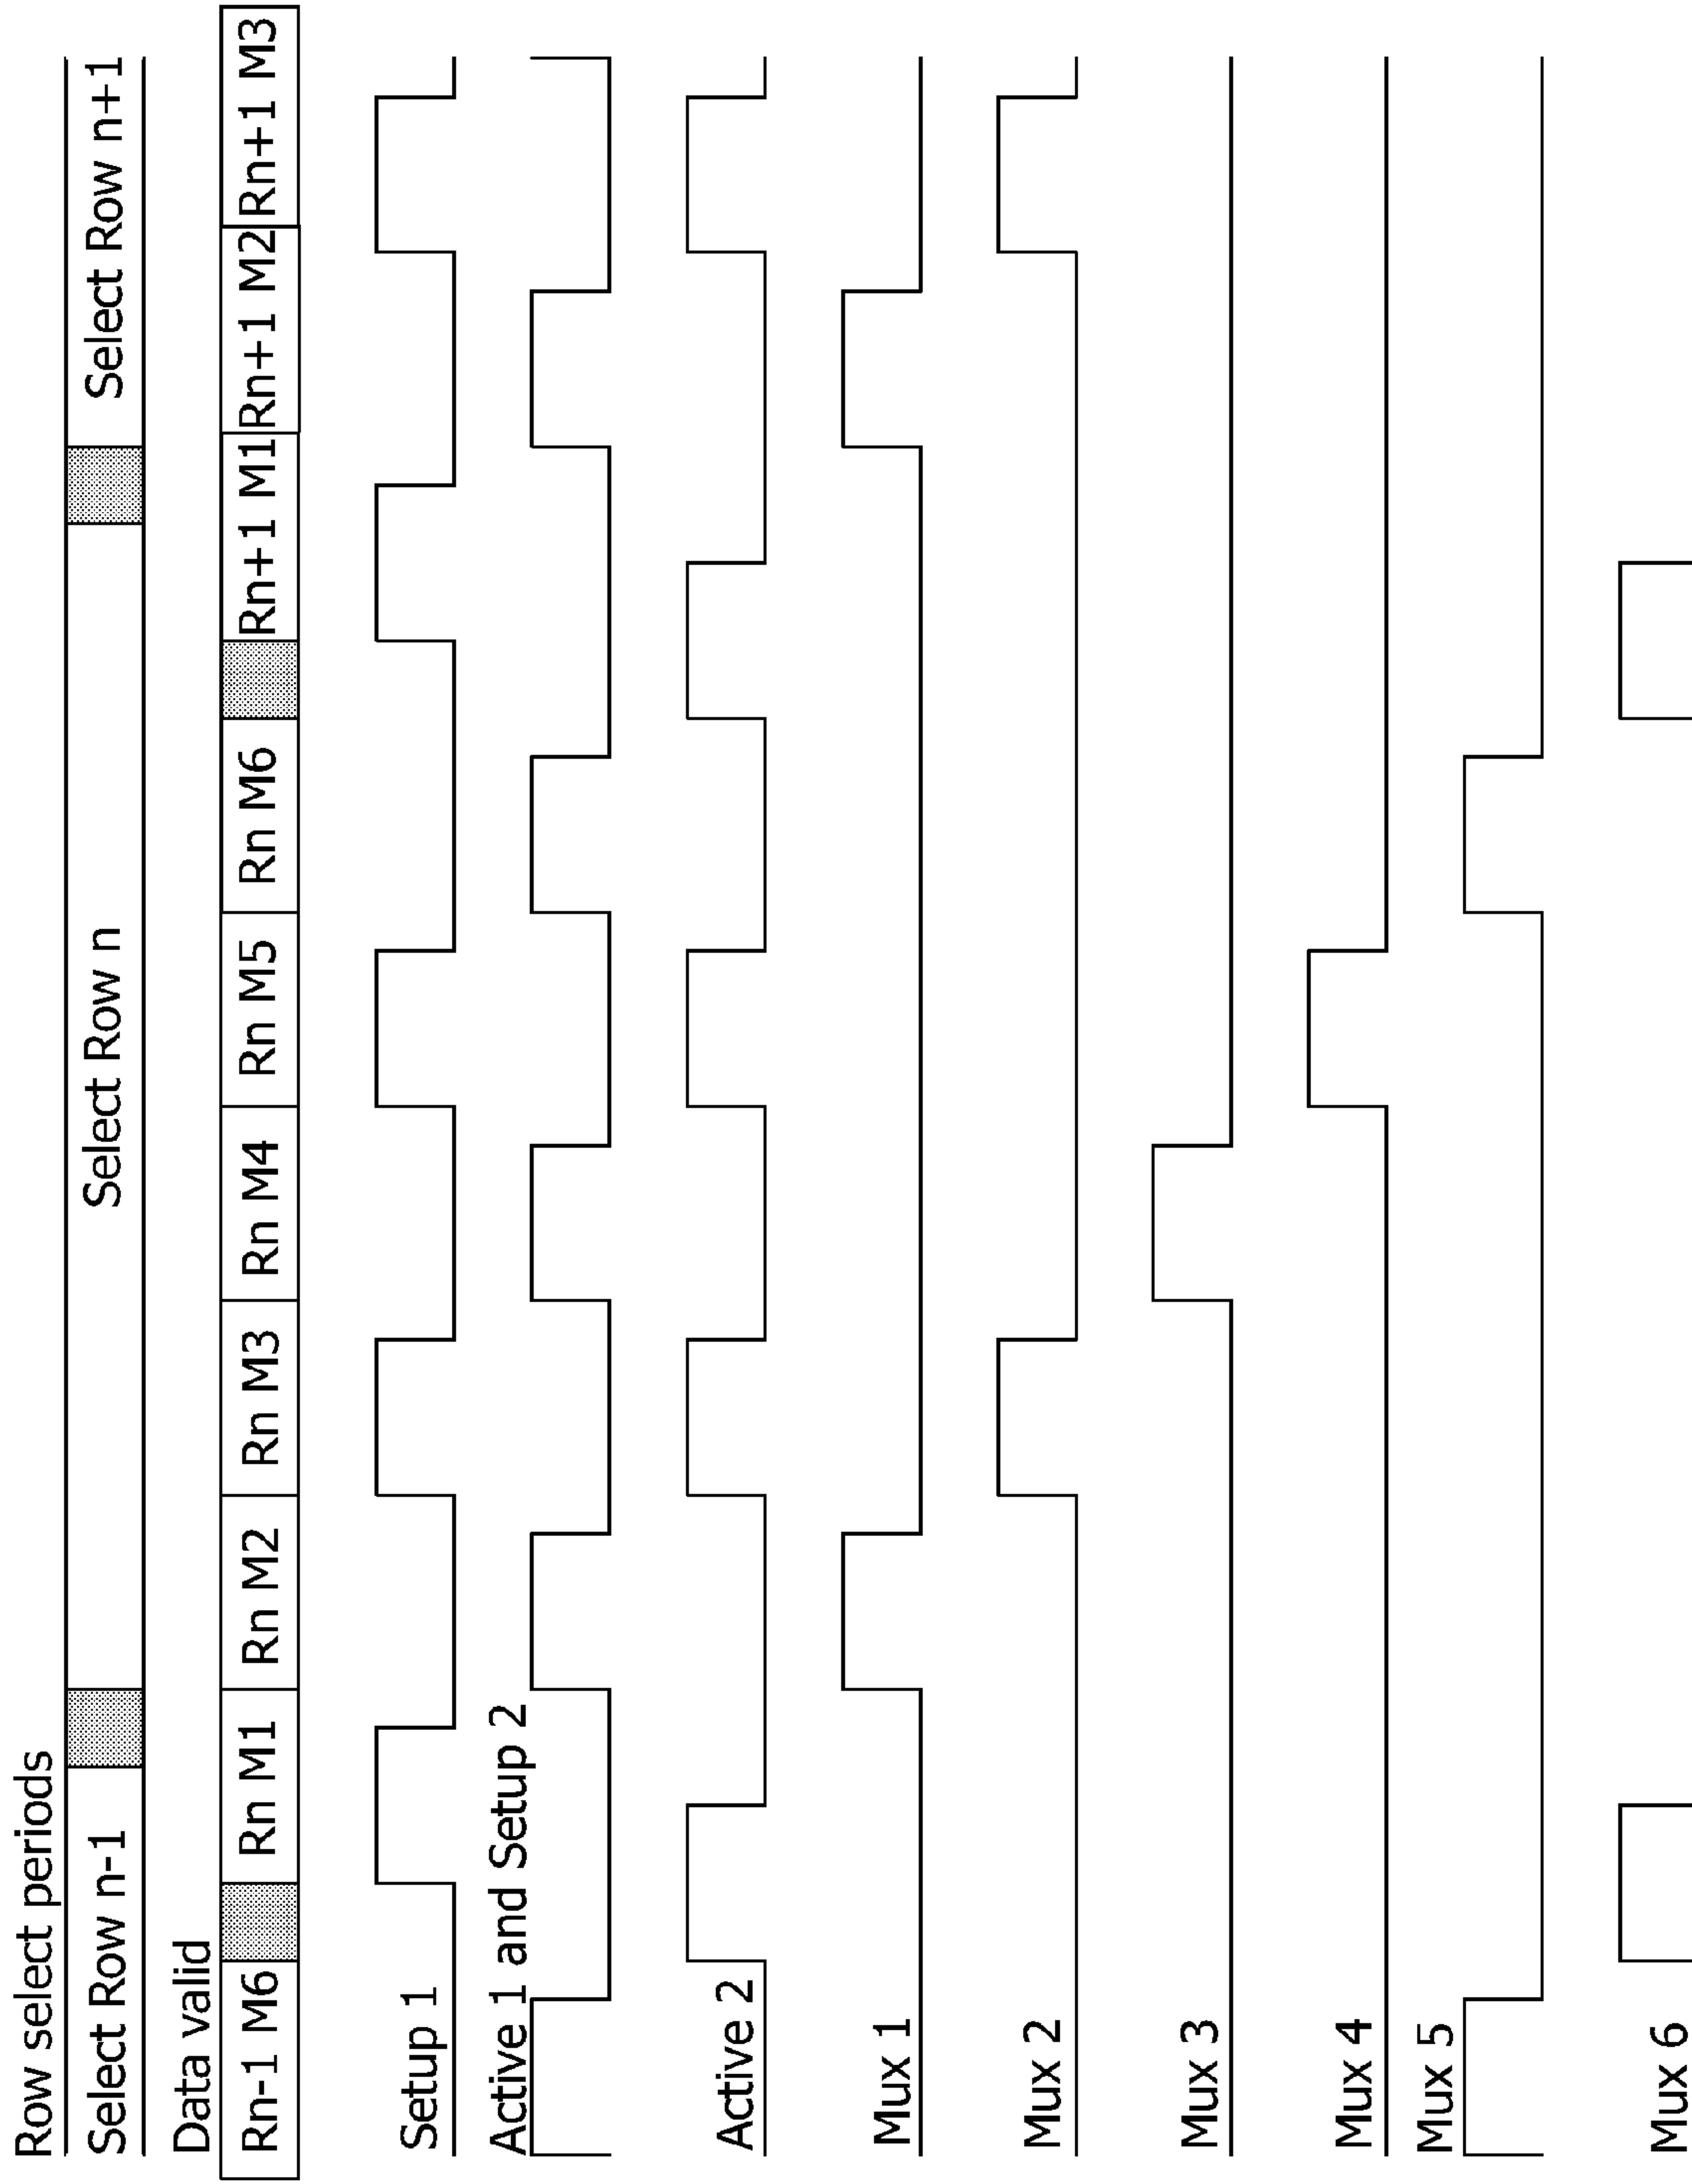 Row select periods
Select Row n-1 Select Row n Select Row n+1
Data valid
Rn-1 M6 Rn M1 Rn M2 Rn M3 Rn M4 Rn M5 Rn M6 Rn+1 M1 Rn+1 M2 Rn+1 M3
Setup 1
Active 1 and Setup 2
Active 2
Mux 1
Mux 2
Mux 3
Mux 4
Mux 5
Mux 6